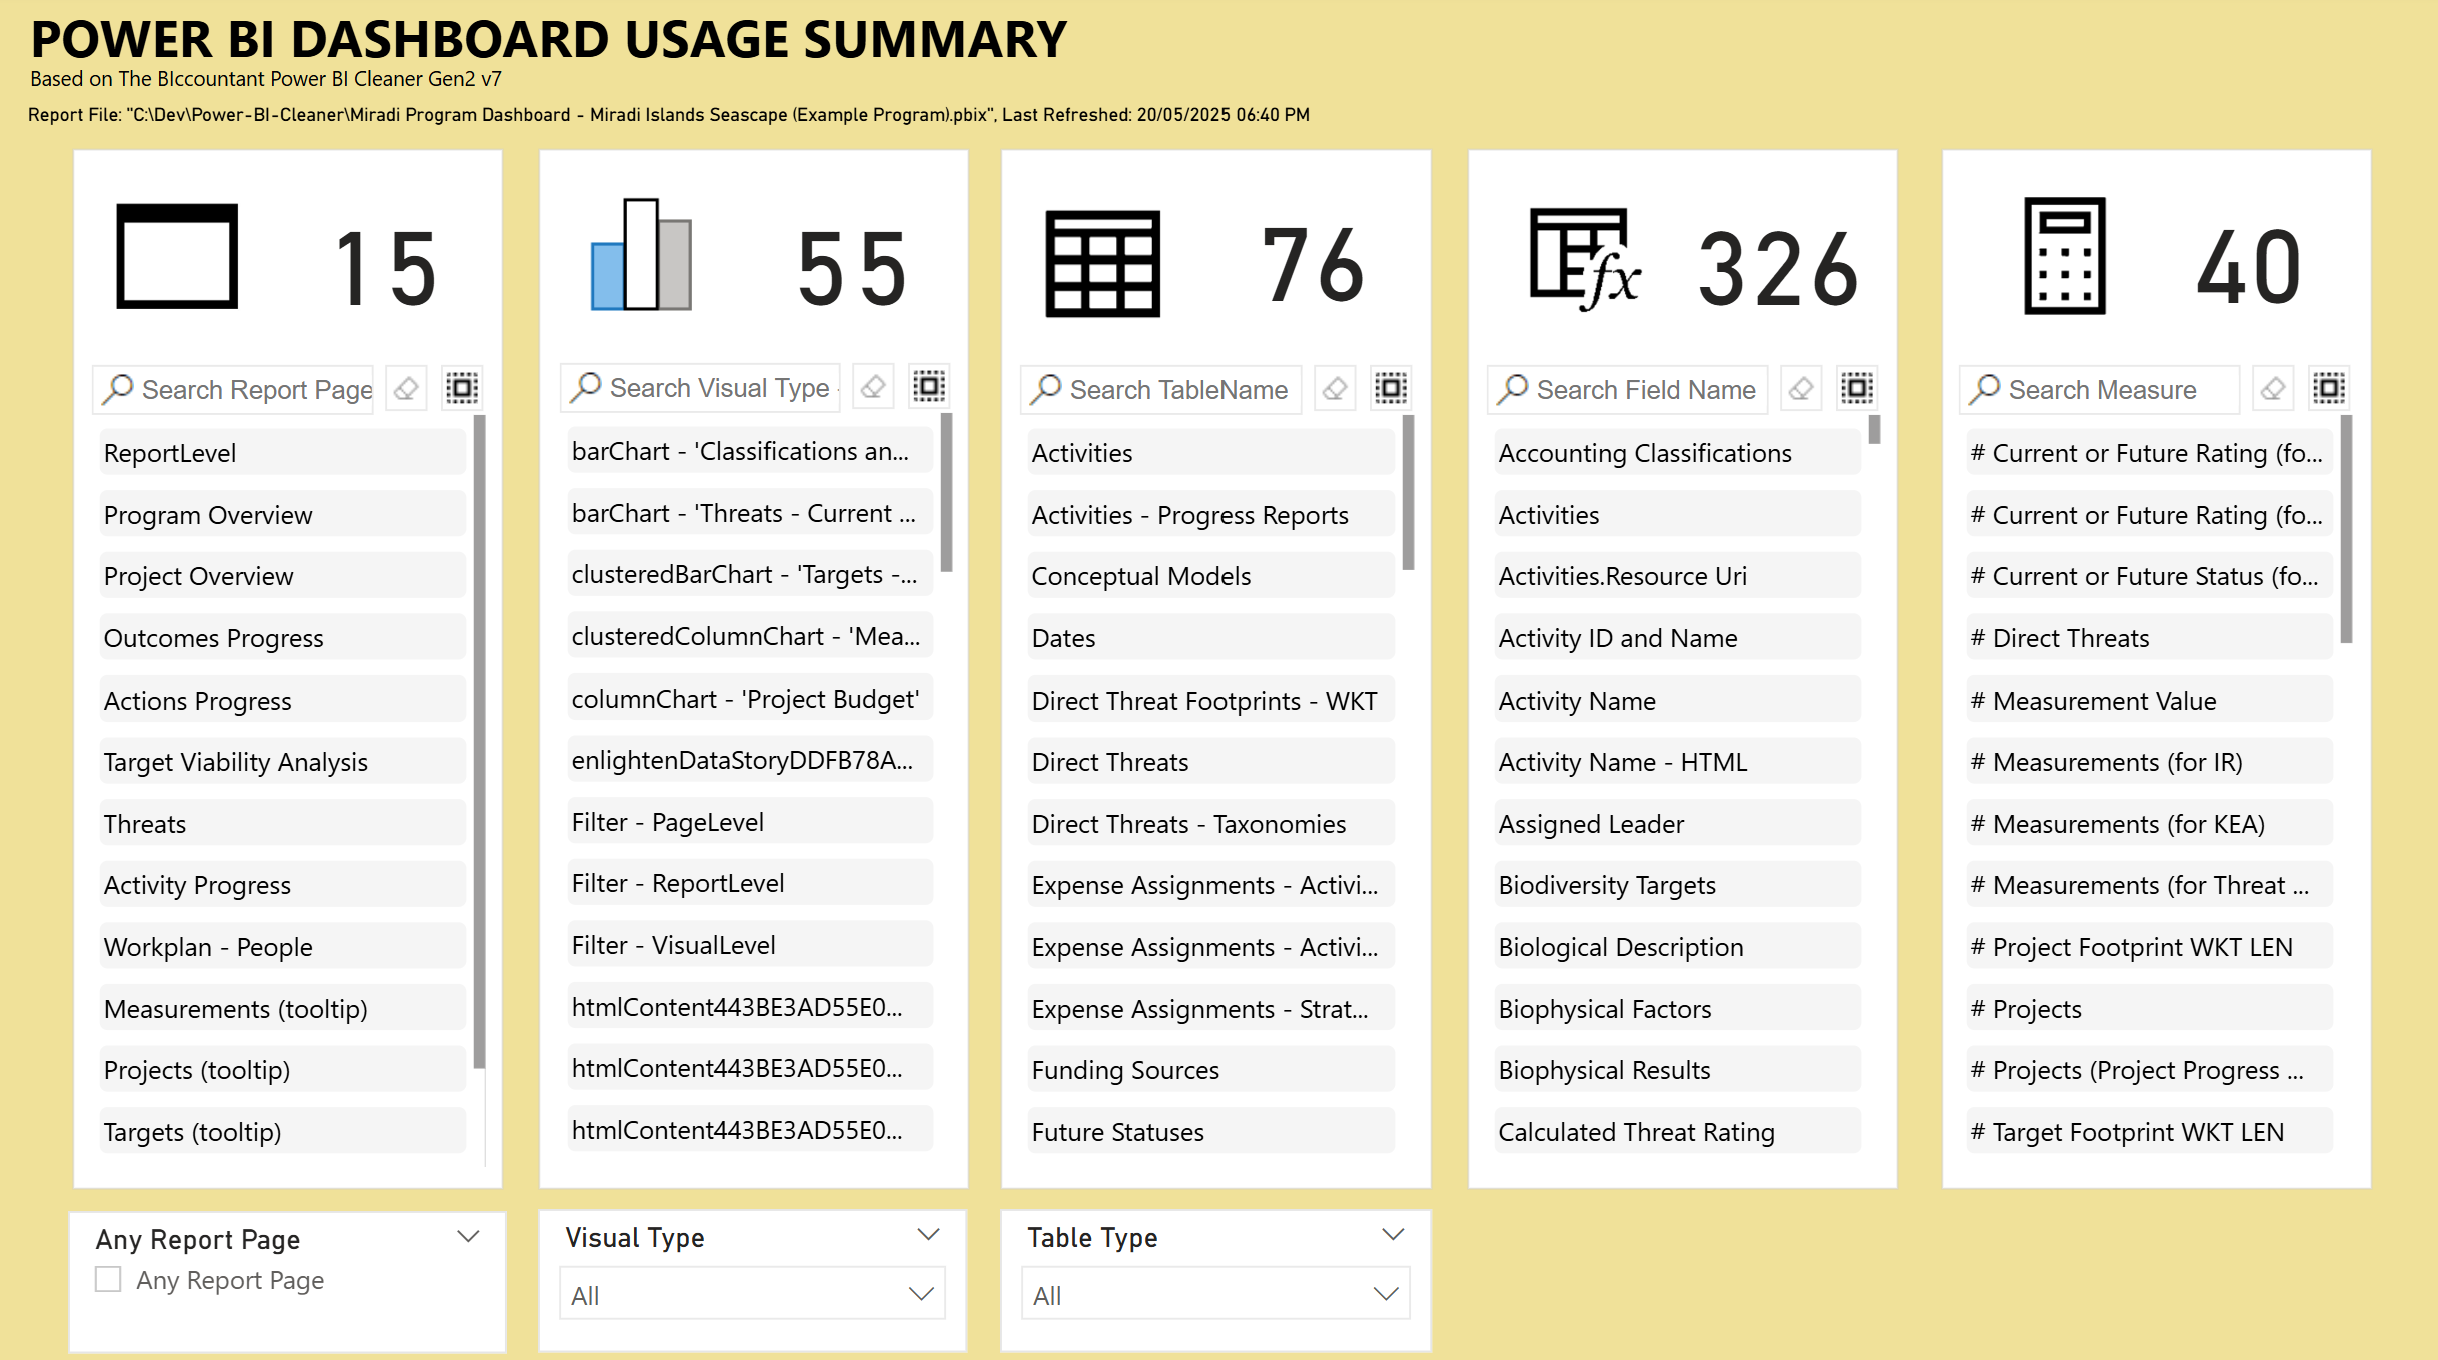 POWER BI DASHBOARD USAGE SUMMARY
Based on The BIccountant Power BI Cleaner Gen2 v7
Report File: "C:\Dev\Power-BI-Cleaner\Miradi Program Dashboard - Miradi Islands Seascape (Example Program).pbix", Last Refreshed: 20/05/2025 06:40 PM
15
Search Report Page
ReportLevel
Program Overview
Project Overview
Outcomes Progress
Actions Progress
Target Viability Analysis
Threats
Activity Progress
Workplan - People
Measurements (tooltip)
Projects (tooltip)
Targets (tooltip)
55
Search Visual Type
barChart - 'Classifications an...
barChart - 'Threats - Current ...
clusteredBarChart - 'Targets -...
clusteredColumnChart - 'Mea...
columnChart - 'Project Budget'
enlightenDataStoryDDFB78A...
Filter - PageLevel
Filter - ReportLevel
Filter - VisualLevel
htmlContent443BE3AD55E0...
htmlContent443BE3AD55E0...
htmlContent443BE3AD55E0...
76
Search TableName
Activities
Activities - Progress Reports
Conceptual Models
Dates
Direct Threat Footprints - WKT
Direct Threats
Direct Threats - Taxonomies
Expense Assignments - Activi...
Expense Assignments - Activi...
Expense Assignments - Strat...
Funding Sources
Future Statuses
fx
326
Search Field Name
Accounting Classifications
Activities
Activities.Resource Uri
Activity ID and Name
Activity Name
Activity Name - HTML
Assigned Leader
Biodiversity Targets
Biological Description
Biophysical Factors
Biophysical Results
Calculated Threat Rating
40
Search Measure
# Current or Future Rating (fo...
# Current or Future Rating (fo...
# Current or Future Status (fo...
# Direct Threats
# Measurement Value
# Measurements (for IR)
# Measurements (for KEA)
# Measurements (for Threat ...
# Project Footprint WKT LEN
# Projects
# Projects (Project Progress ...
# Target Footprint WKT LEN
Any Report Page
Any Report Page
Visual Type
All
Table Type
All